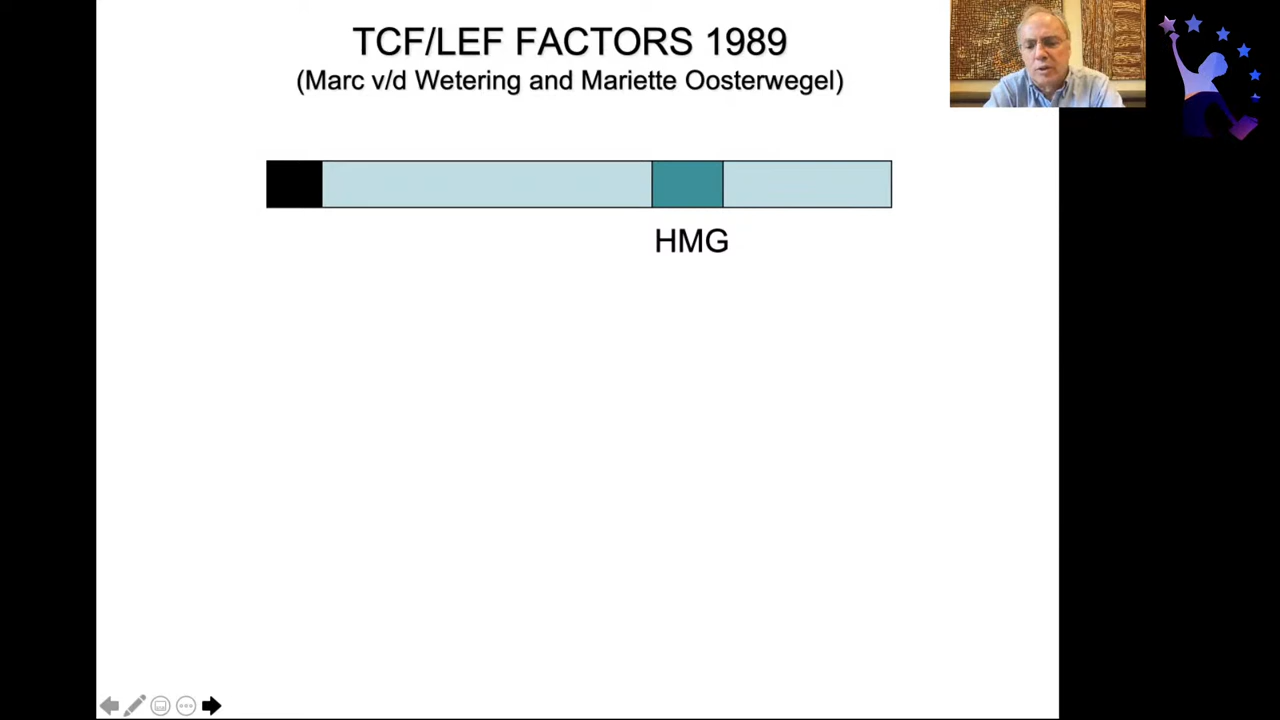 TCF/LEF FACTORS 1989
(Marc v/d Wetering and Mariette Oosterwegel)
HMG